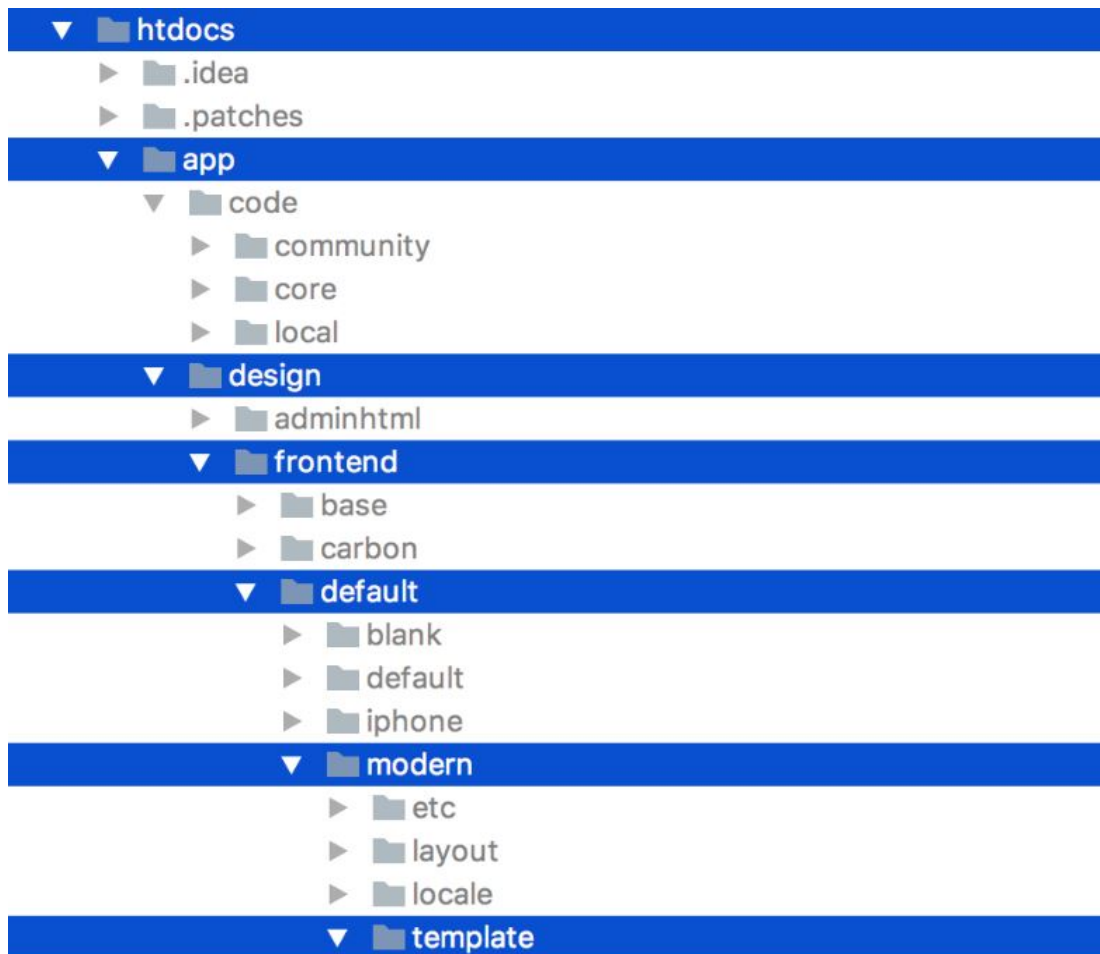 htdocs
.idea
.patches
app
code
community
core
local
design
adminhtml
frontend
base
carbon
default
blank
default
iphone
modern
etc
layout
locale
template